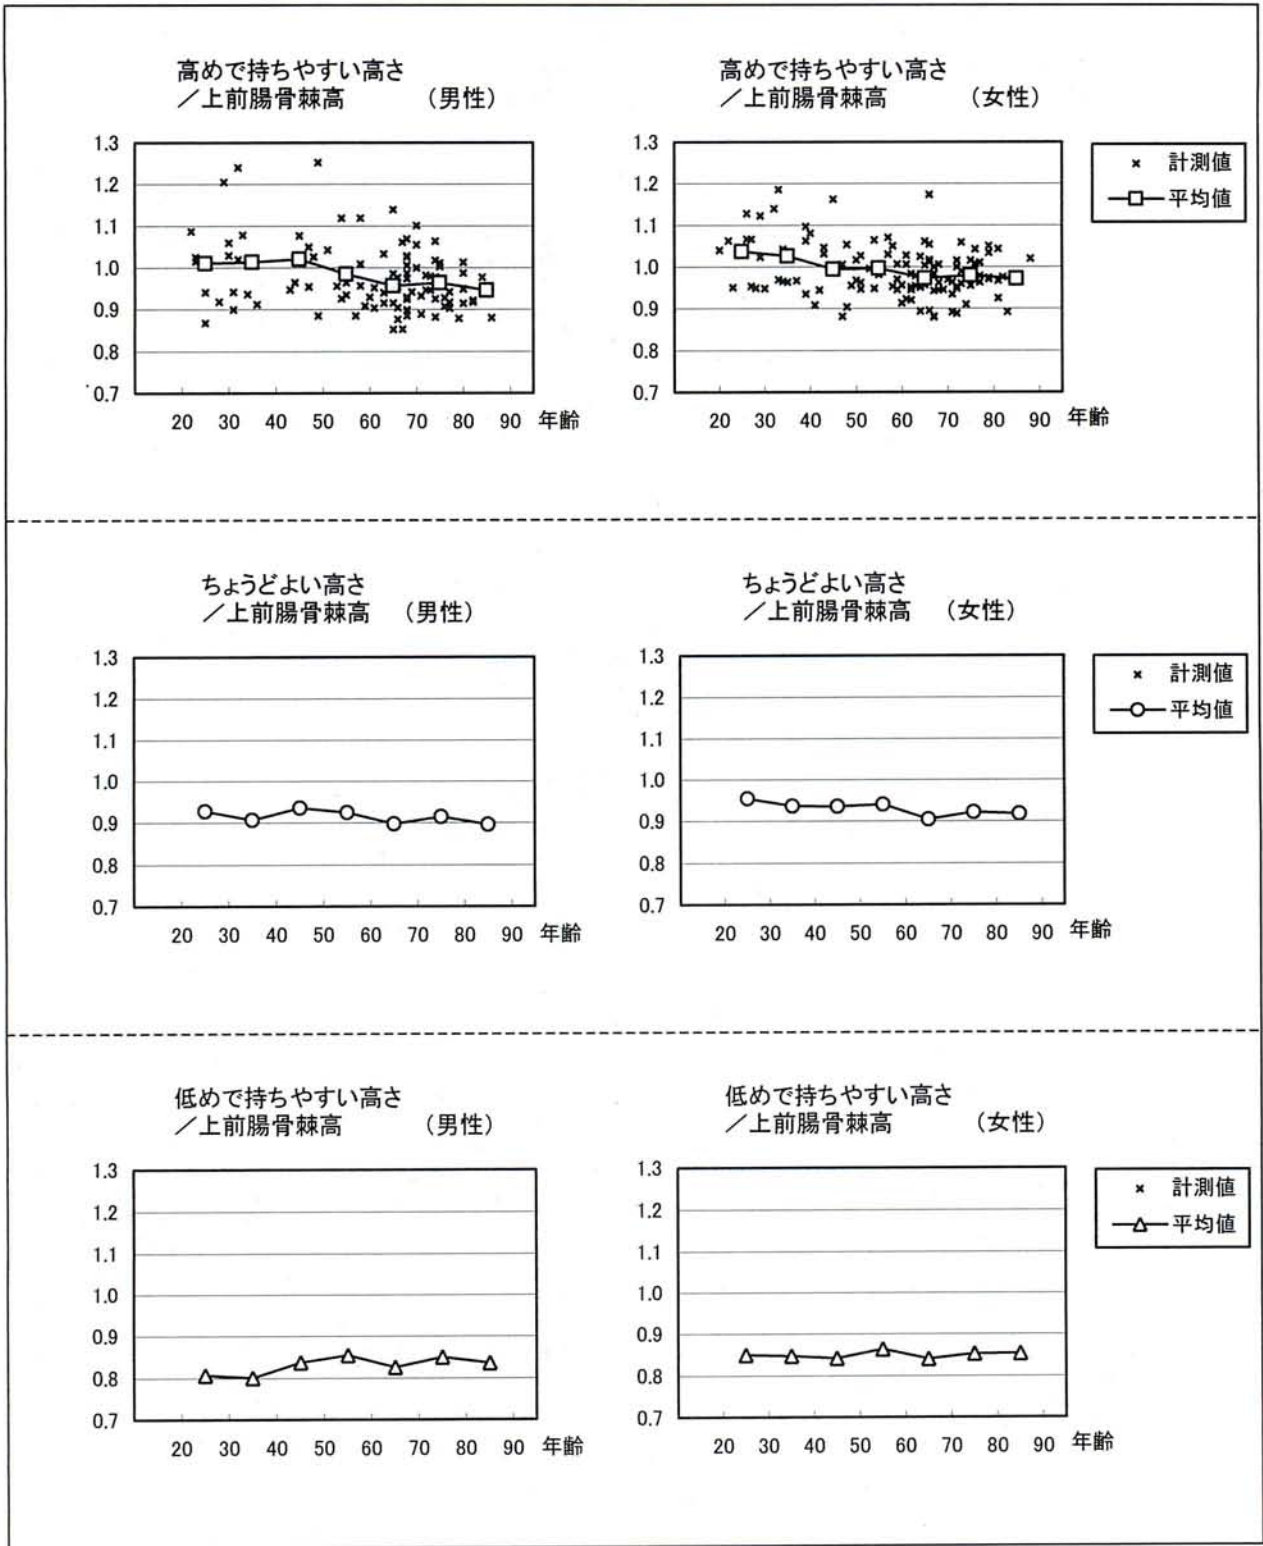 高めで持ちやすい高さ
／上前腸骨棘高　　　（男性）
1.3
1.2
1.1
1.0
0.9
0.8
0.7
20 30 40 50 60 70 80 90 年齢
高めで持ちやすい高さ
／上前腸骨棘高　　　（女性）
1.3
1.2
1.1
1.0
0.9
0.8
0.7
20 30 40 50 60 70 80 90 年齢
計測値
平均値
ちょうどよい高さ
／上前腸骨棘高　（男性）
1.3
1.2
1.1
1.0
0.9
0.8
0.7
20 30 40 50 60 70 80 90 年齢
ちょうどよい高さ
／上前腸骨棘高　（女性）
1.3
1.2
1.1
1.0
0.9
0.8
0.7
20 30 40 50 60 70 80 90 年齢
計測値
平均値
低めで持ちやすい高さ
／上前腸骨棘高　　　（男性）
1.3
1.2
1.1
1.0
0.9
0.8
0.7
20 30 40 50 60 70 80 90 年齢
低めで持ちやすい高さ
／上前腸骨棘高　　　（女性）
1.3
1.2
1.1
1.0
0.9
0.8
0.7
20 30 40 50 60 70 80 90 年齢
計測値
平均値